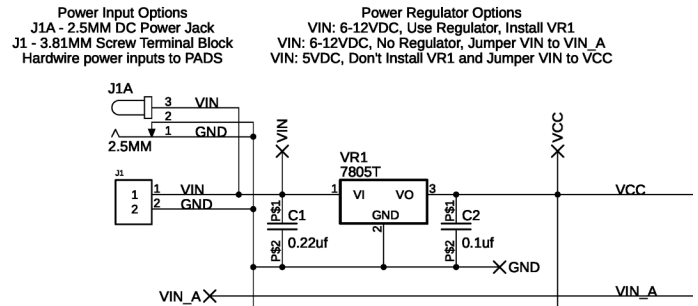 Power Input Options
J1A - 2.5MM DC Power Jack
J1 - 3.81MM Screw Terminal Block
Hardwire power inputs to PADS
Power Regulator Options
VIN: 6-12VDC, Use Regulator, Install VR1
VIN: 6-12VDC, No Regulator, Jumper VIN to VIN_A
VIN: 5VDC, Don't Install VR1 and Jumper VIN to VCC
J1A
3 VIN
2
1 GND
2.5MM
VIN
VCC
J1
1 1 VIN
2 2 GND
VR1
7805T
1 VI VO 3
GND
2
VCC
P$1 C1
P$2 0.22uf
P$1 C2
P$2 0.1uf
GND
VIN_A
VIN_A